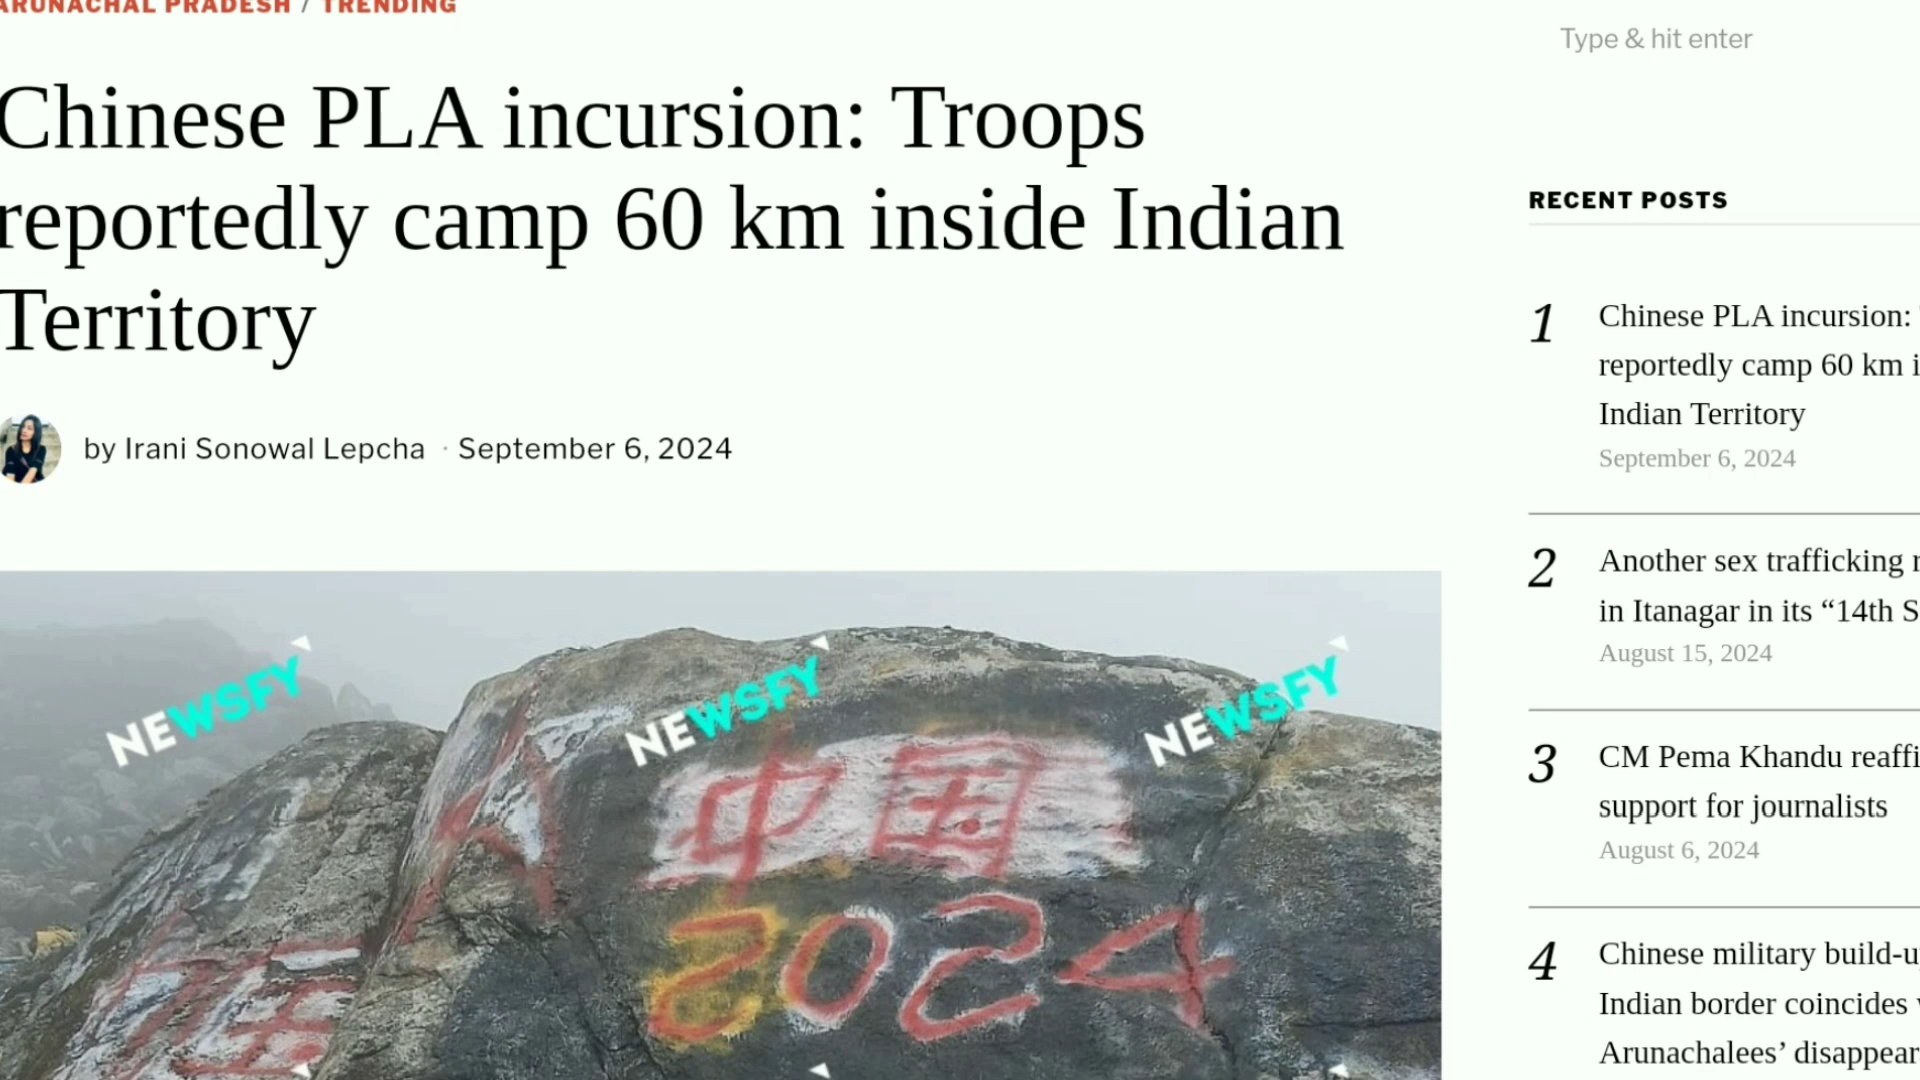 ARUNACHAL PRADESH / TRENDING
Chinese PLA incursion: Troops
reportedly camp 60 km inside Indian
Territory
by Irani Sonowal Lepcha · September 6, 2024
NEWSFY
NEWSFY
NEWSFY
中国
2024
Type & hit enter
RECENT POSTS
1
Chinese PLA incursion:
reportedly camp 60 km
Indian Territory
September 6, 2024
2
Another sex trafficking
in Itanagar in its “14th
August 15, 2024
3
CM Pema Khandu
support for journalists
August 6, 2024
4
Chinese military
Indian border coincides
Arunachalees’